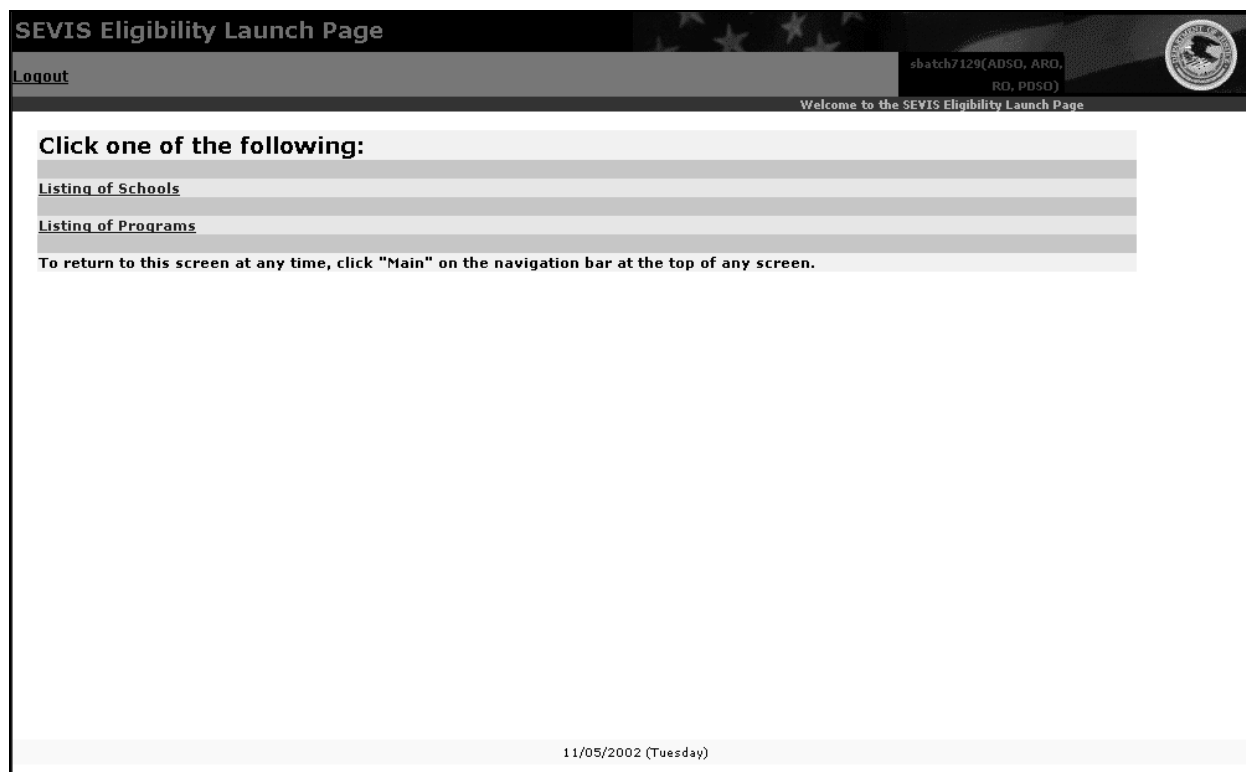 SEVIS Eligibility Launch Page
Logout
sbatch7129(ADSO, ARO,
RO, PDSO)
Welcome to the SEVIS Eligibility Launch Page
Click one of the following:
Listing of Schools
Listing of Programs
To return to this screen at any time, click "Main" on the navigation bar at the top of any screen.
11/05/2002 (Tuesday)